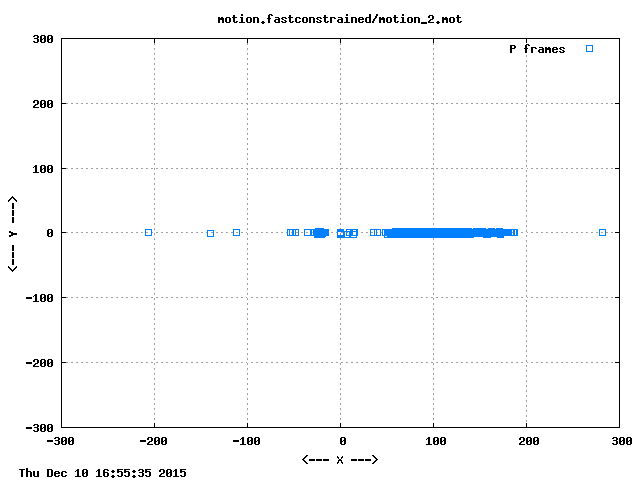 motion.fastconstrained/motion_2.mot
P frames
300
200
100
0
-100
-200
-300
<--- Y --->
-300 -200 -100 0 100 200 300
<--- X --->
Thu Dec 10 16:55:35 2015